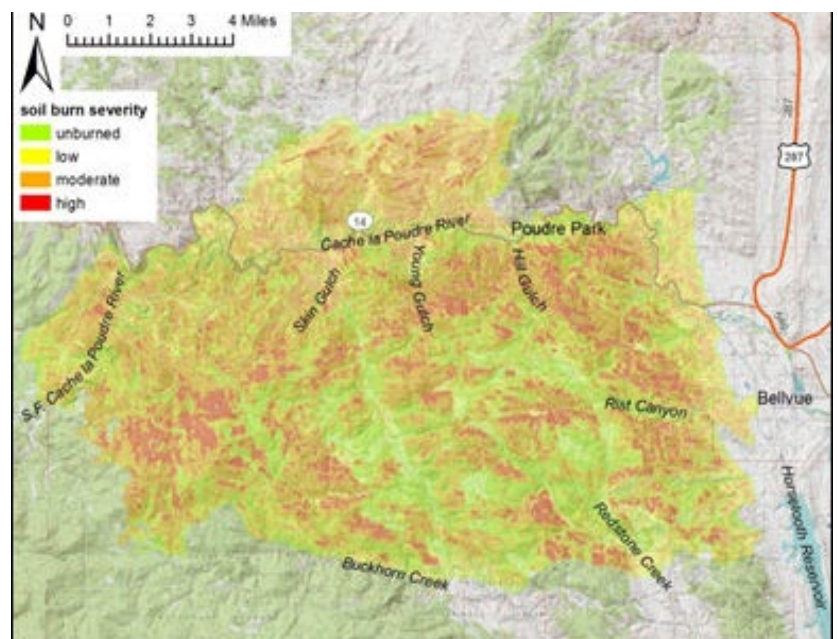 N
0 1 2 3 4 Miles
soil burn severity
unburned
low
moderate
high
287
287
14
Cache la Poudre River
Poudre Park
Skin Gulch
Young Gulch
Hill Gulch
S.F. Cache la Poudre River
Rist Canyon
Bellvue
Redstone Creek
Horsetooth Reservoir
Buckhorn Creek